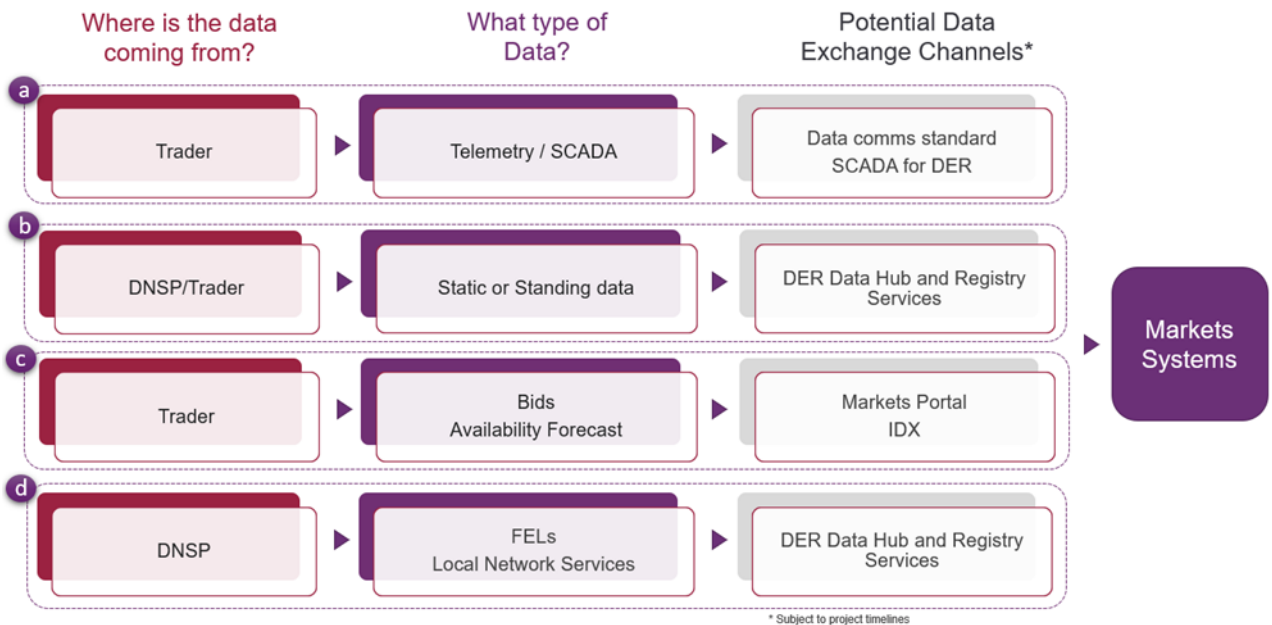 Where is the data
coming from?
What type of
Data?
Potential Data
Exchange Channels*
a
Trader
Telemetry / SCADA
Data comms standard
SCADA for DER
b
DNSP/Trader
Static or Standing data
DER Data Hub and Registry
Services
c
Trader
Bids
Availability Forecast
Markets Portal
IDX
d
DNSP
FELs
Local Network Services
DER Data Hub and Registry
Services
Markets
Systems
* Subject to project timelines